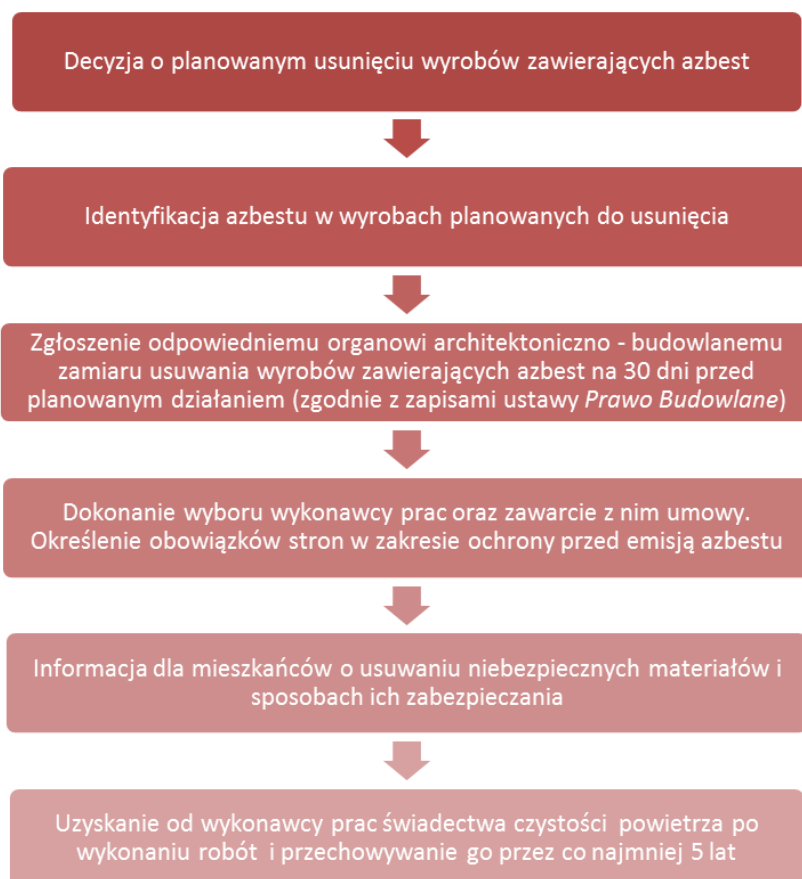 Decyzja o planowanym usunięciu wyrobów zawierających azbest
Identyfikacja azbestu w wyrobach planowanych do usunięcia
Zgłoszenie odpowiedniemu organowi architektoniczno - budowlanemu
zamiaru usuwania wyrobów zawierających azbest na 30 dni przed
planowanym działaniem (zgodnie z zapisami ustawy Prawo Budowlane)
Dokonanie wyboru wykonawcy prac oraz zawarcie z nim umowy.
Określenie obowiązków stron w zakresie ochrony przed emisją azbestu
Informacja dla mieszkańców o usuwaniu niebezpiecznych materiałów i
sposobach ich zabezpieczania
Uzyskanie od wykonawcy prac świadectwa czystości powietrza po
wykonaniu robót i przechowywanie go przez co najmniej 5 lat